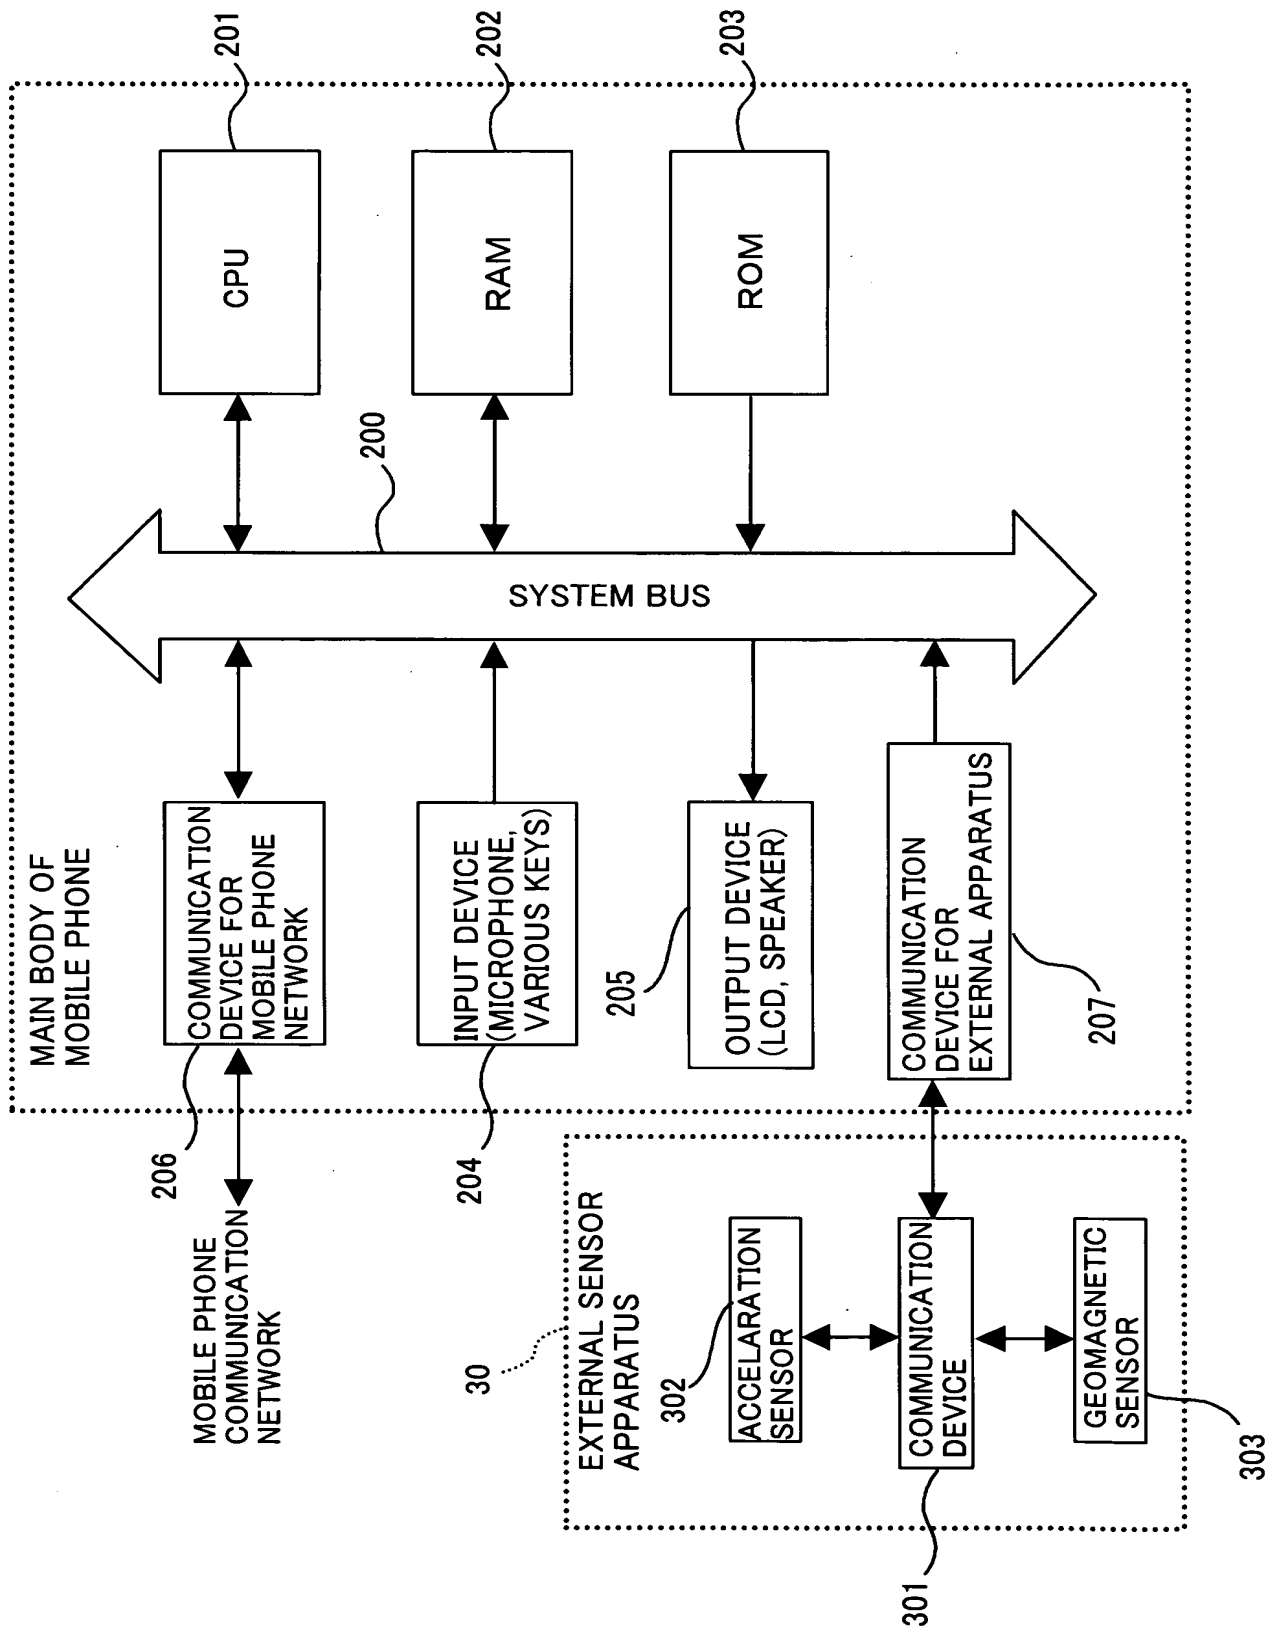 MAIN BODY OF
MOBILE PHONE
MOBILE PHONE
COMMUNICATION
NETWORK
206
COMMUNICATION
DEVICE FOR
MOBILE PHONE
NETWORK
204
INPUT DEVICE
(MICROPHONE,
VARIOUS KEYS)
205
OUTPUT DEVICE
(LCD, SPEAKER)
COMMUNICATION
DEVICE FOR
EXTERNAL APPARATUS
207
SYSTEM BUS
200
CPU
201
RAM
202
ROM
203
30
EXTERNAL SENSOR
APPARATUS
302
ACCELARATION
SENSOR
COMMUNICATION
DEVICE
301
GEOMAGNETIC
SENSOR
303